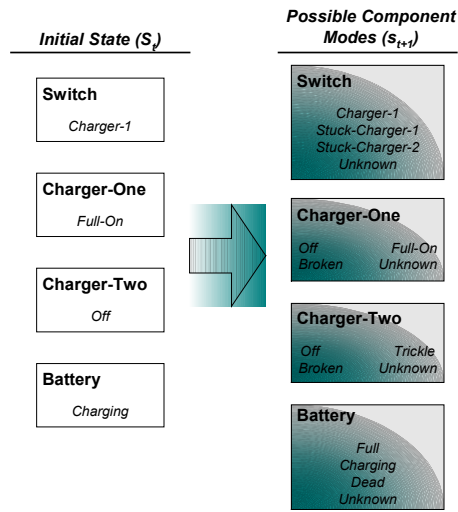 Initial State (St)
Switch
Charger-1
Charger-One
Full-On
Charger-Two
Off
Battery
Charging
Possible Component
Modes (st+1)
Switch
Charger-1
Stuck-Charger-1
Stuck-Charger-2
Unknown
Charger-One
Off Full-On
Broken Unknown
Charger-Two
Off Trickle
Broken Unknown
Battery
Full
Charging
Dead
Unknown